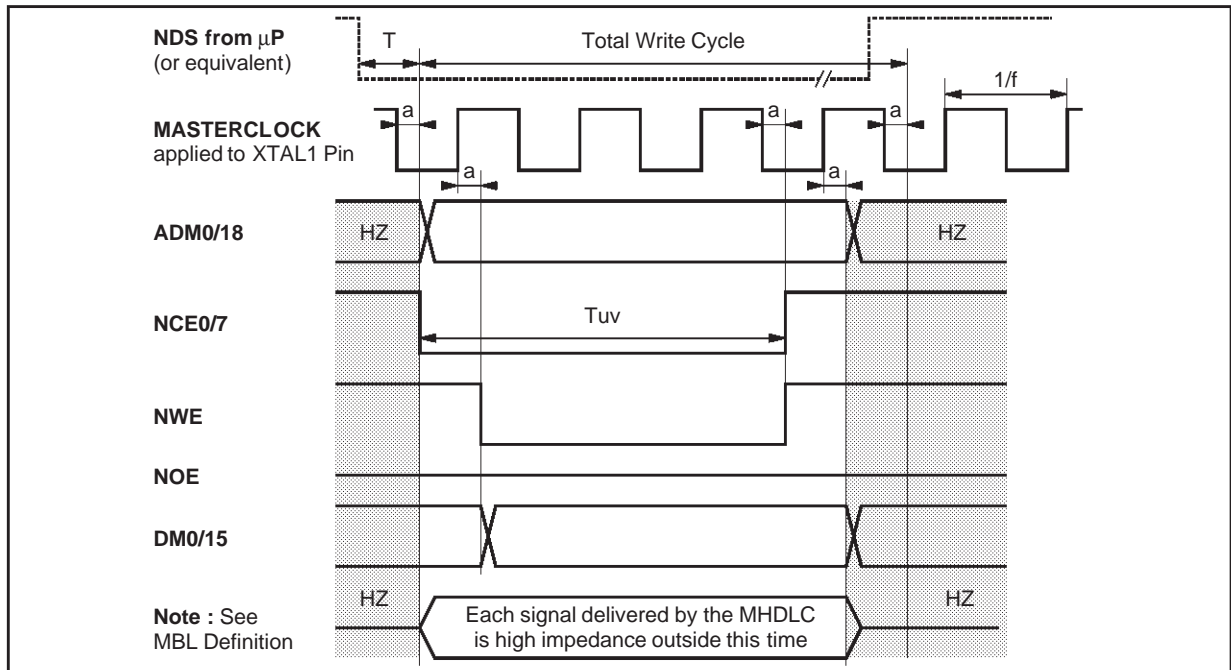 NDS from µP
(or equivalent)
T
Total Write Cycle
1/f
MASTERCLOCK
applied to XTAL1 Pin
a
a
a
a
a
ADM0/18
HZ
HZ
NCE0/7
Tuv
NWE
NOE
DM0/15
HZ
HZ
Note : See
MBL Definition
Each signal delivered by the MHDLC
is high impedance outside this time